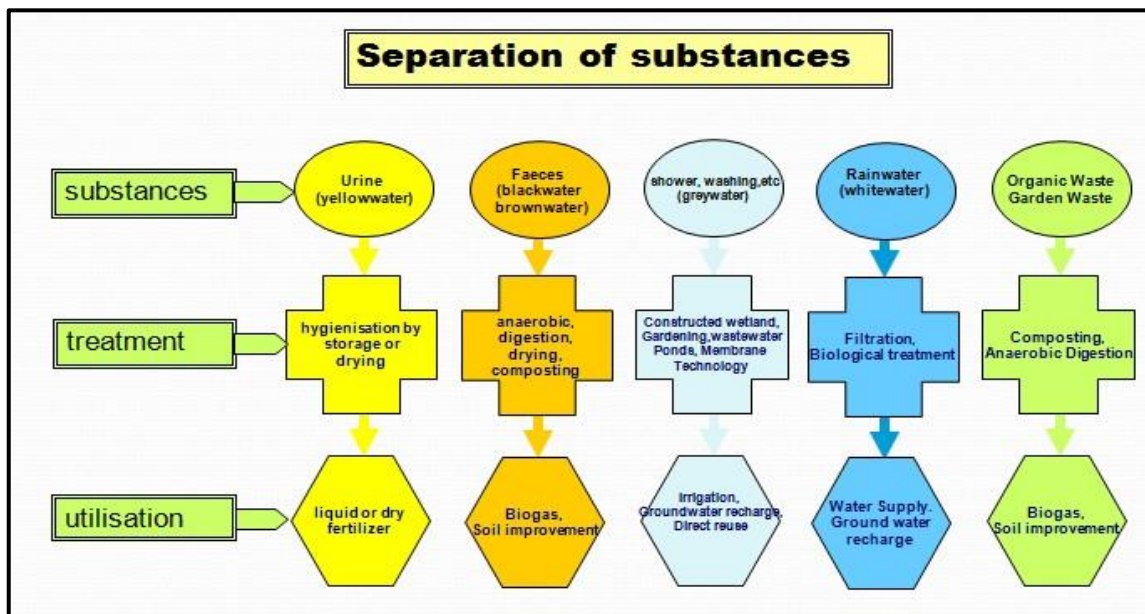 Separation of substances
substances
Urine
(yellowwater)
Faeces
(blackwater
brownwater)
shower, washing,etc
(greywater)
Rainwater
(whitewater)
Organic Waste
Garden Waste
treatment
hygienisation by
storage or
drying
anaerobic,
digestion,
drying,
composting
Constructed wetland,
Gardening,wastewater
Ponds, Membrane
Technology
Filtration,
Biological treatment
Composting,
Anaerobic Digestion
utilisation
liquid or dry
fertilizer
Biogas,
Soil improvement
Irrigation,
Groundwater recharge,
Direct reuse
Water Supply.
Ground water
recharge
Biogas,
Soil improvement